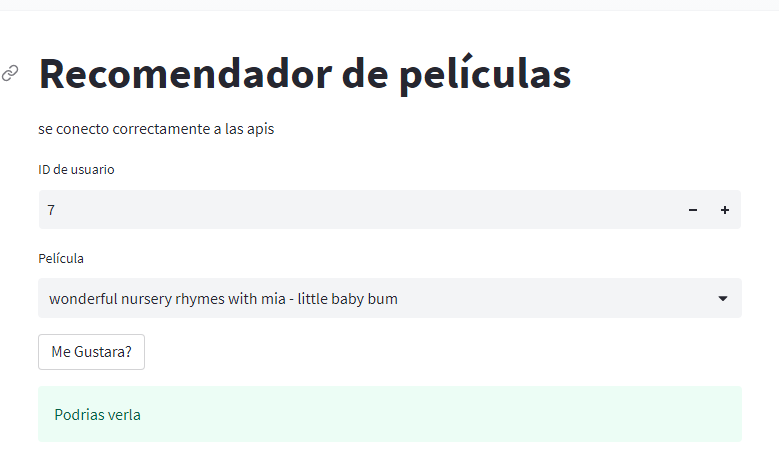 Recomendador de películas
se conecto correctamente a las apis
ID de usuario
7
Película
wonderful nursery rhymes with mia - little baby bum
Me Gustara?
Podrias verla